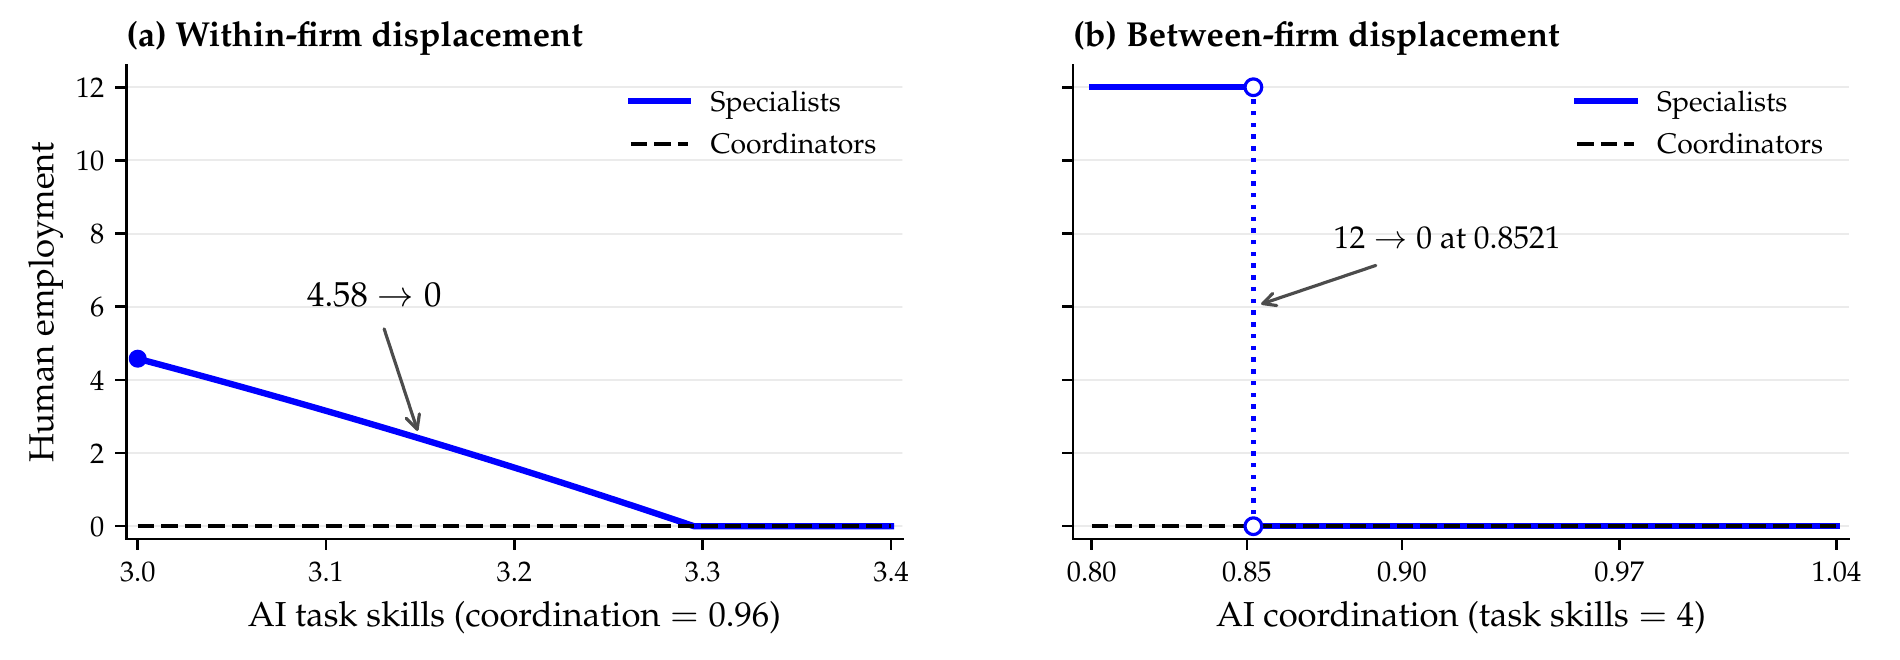 (a) Within-firm displacement
Specialists
Coordinators
4.58 → 0
Human employment
12
10
8
6
4
2
0
3.0 3.1 3.2 3.3 3.4
AI task skills (coordination = 0.96)
(b) Between-firm displacement
Specialists
Coordinators
12 → 0 at 0.8521
0.80 0.85 0.90 0.97 1.04
AI coordination (task skills = 4)